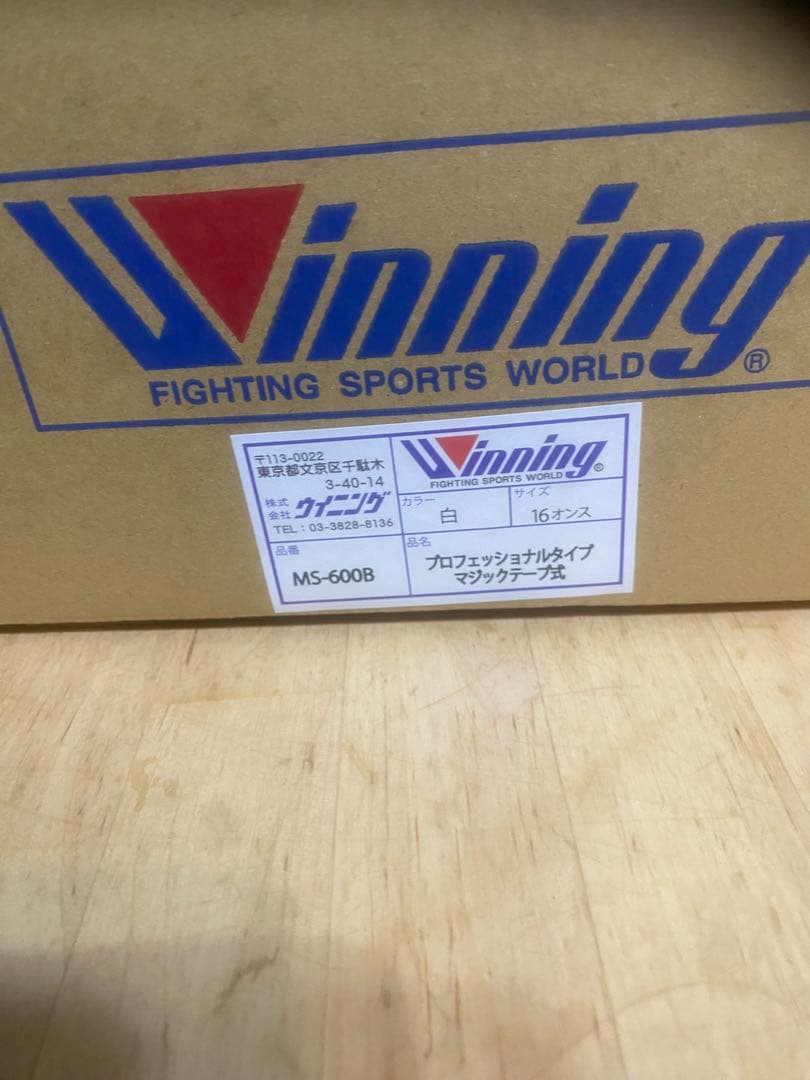 Winning
FIGHTING SPORTS WORLD®
〒113-0022
東京都文京区千駄木
3-40-14
株式会社 ウイニング
TEL：03-3828-8136
Winning
FIGHTING SPORTS WORLD®
カラー
白
サイズ
16オンス
品番
MS-600B
品名
プロフェッショナルタイプ
マジックテープ式